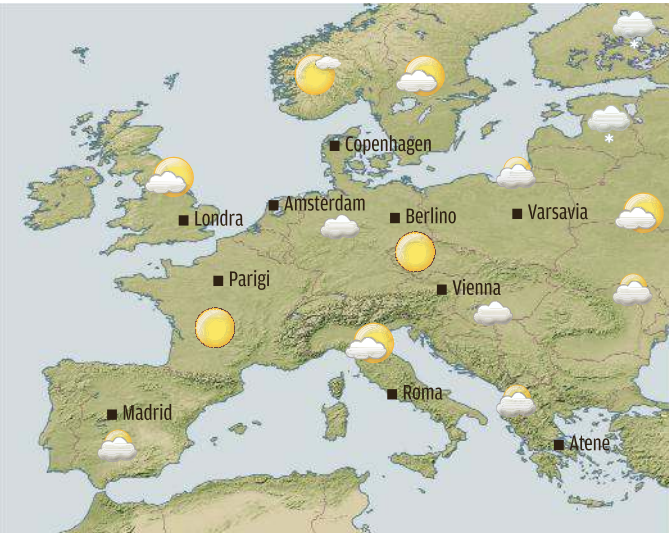 Copenhagen
Amsterdam
Berlino
Varsavia
Londra
Parigi
Vienna
Roma
Madrid
Atene